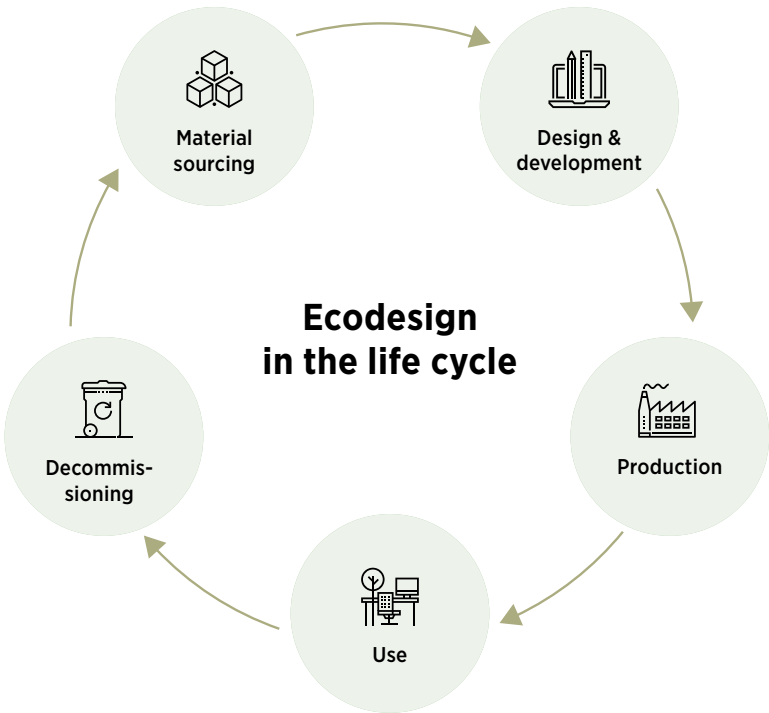 Material
sourcing
Design &
development
Ecodesign
in the life cycle
Decommis-
sioning
Production
Use